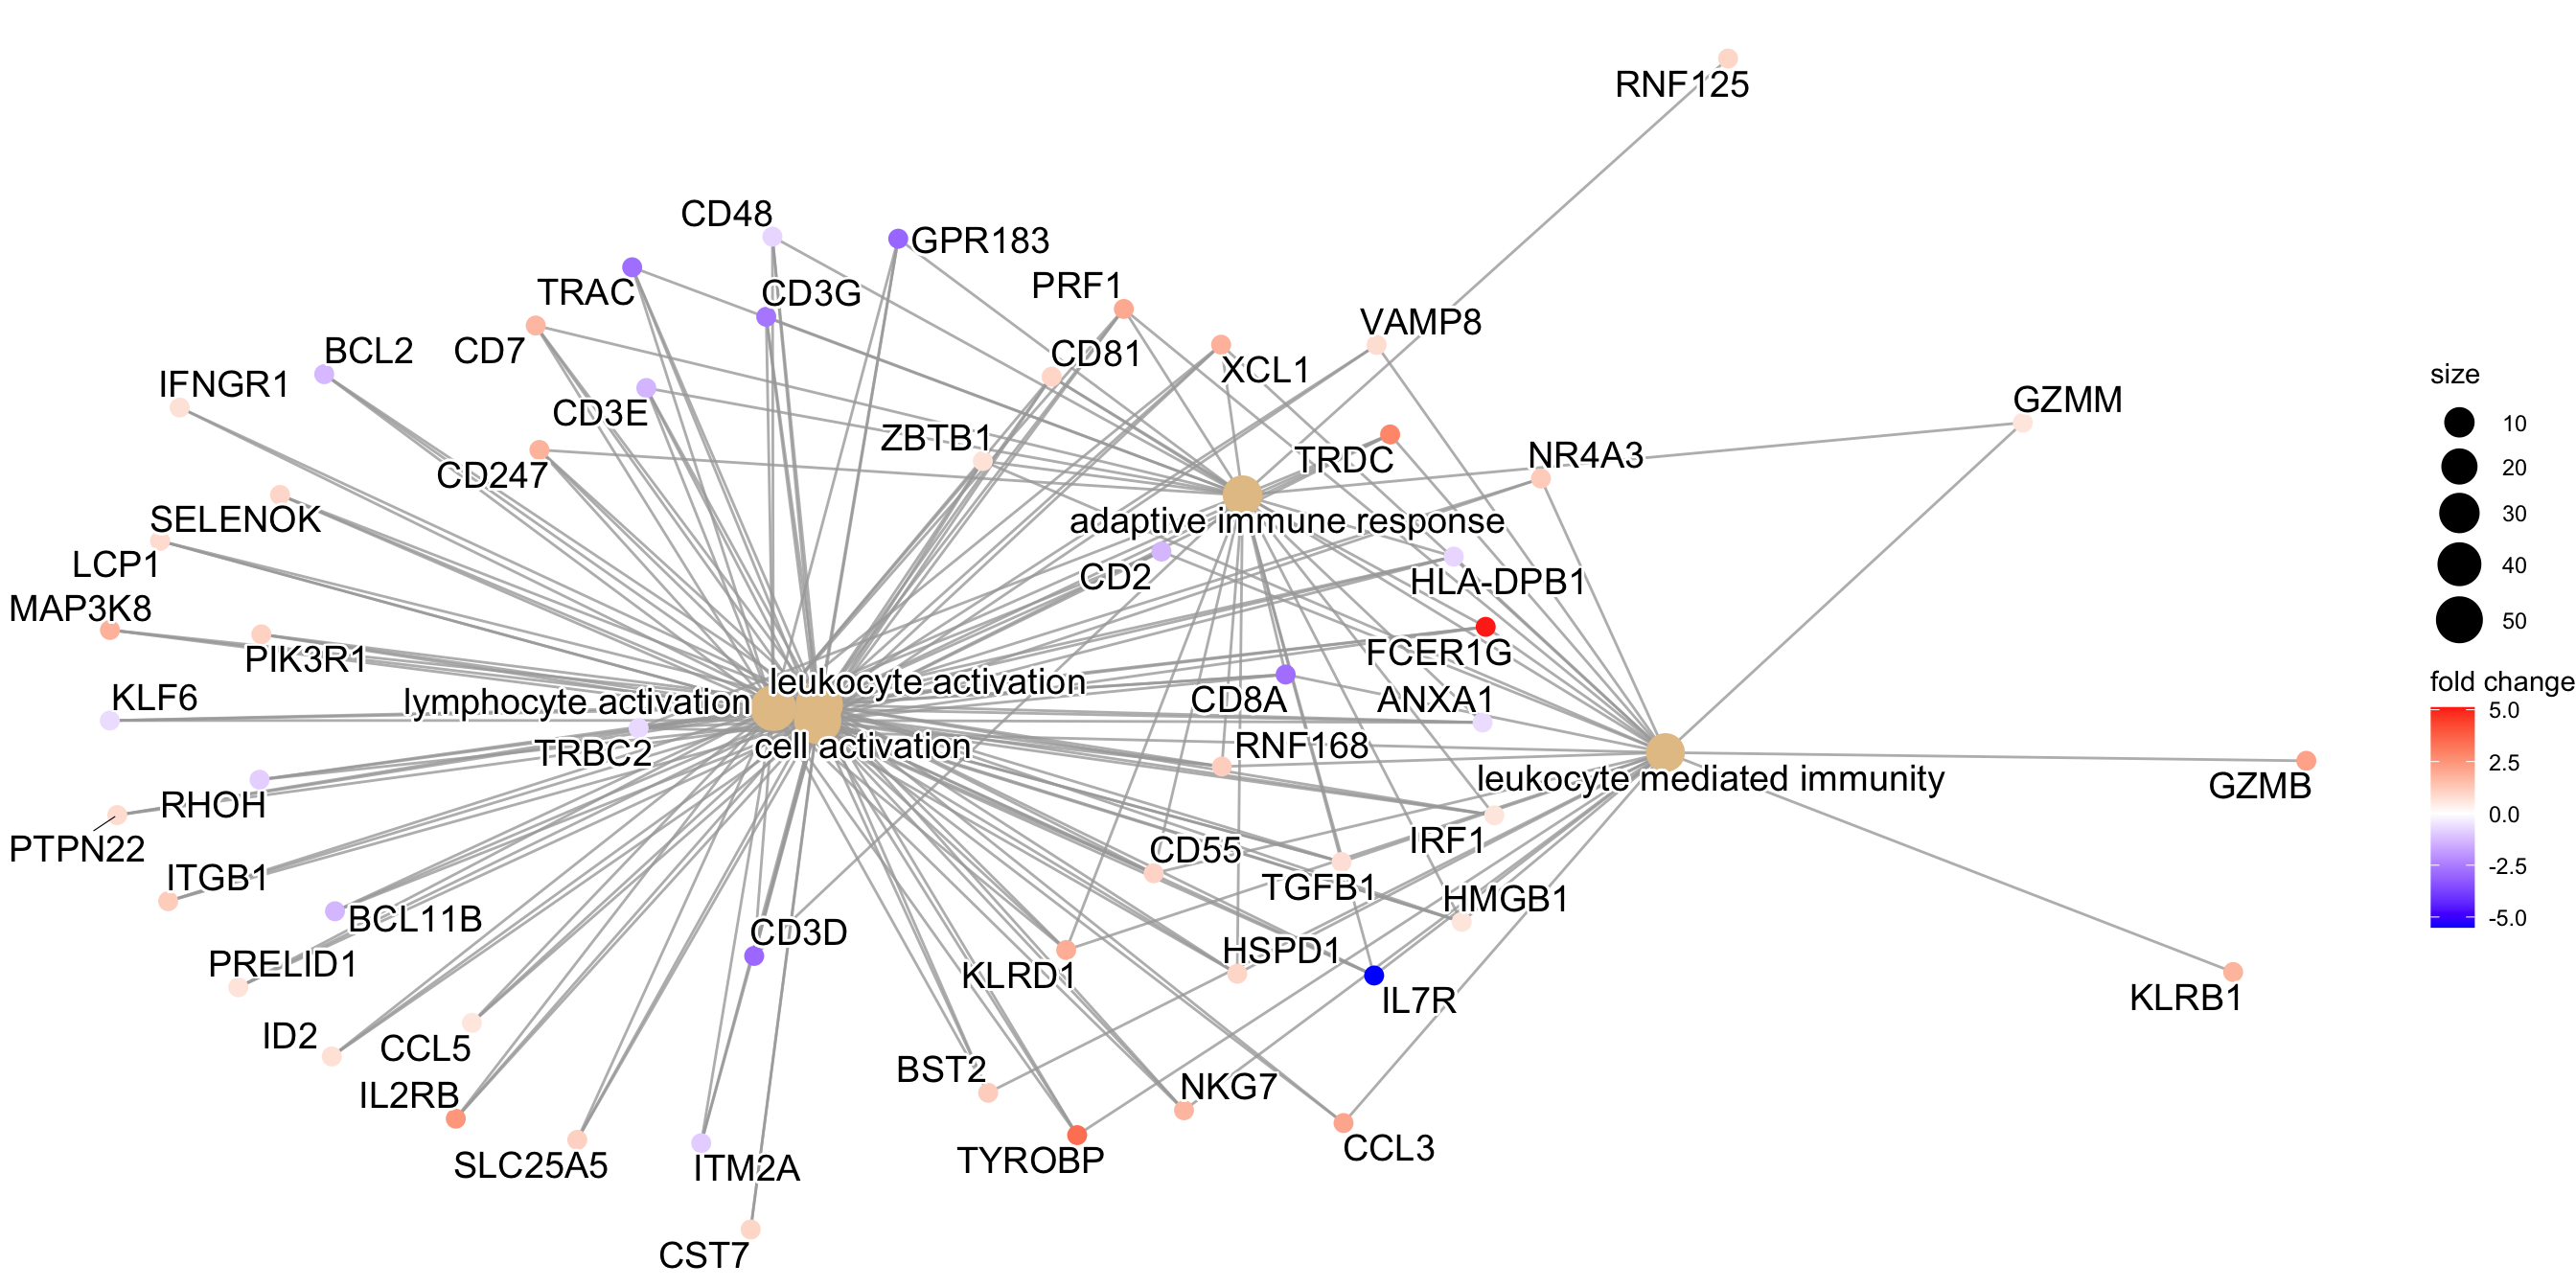 RNF125
CD48
GPR183
TRAC
CD3G
PRF1
VAMP8
CD81
BCL2
CD7
XCL1
IFNGR1
GZMM
CD3E
ZBTB1
TRDC
NR4A3
CD247
SELENOK
adaptive immune response
LCP1
CD2
HLA-DPB1
MAP3K8
PIK3R1
FCER1G
leukocyte activation
KLF6
lymphocyte activation
CD8A
ANXA1
TRBC2
cell activation
RNF168
leukocyte mediated immunity
GZMB
RHOH
PTPN22
CD55
IRF1
ITGB1
TGFB1
HMGB1
BCL11B
CD3D
PRELID1
KLRD1
HSPD1
IL7R
KLRB1
ID2
CCL5
BST2
IL2RB
NKG7
SLC25A5
ITM2A
TYROBP
CCL3
CST7
size
10
20
30
40
50
fold change
5.0
2.5
0.0
-2.5
-5.0